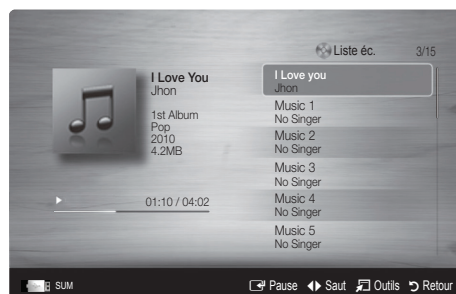 Liste éc. 3/15
I Love You
Jhon
1st Album
Pop
2010
4.2MB
01:10 / 04:02
I Love you
Jhon
Music 1
No Singer
Music 2
No Singer
Music 3
No Singer
Music 4
No Singer
Music 5
No Singer
SUM Pause Saut Outils Retour